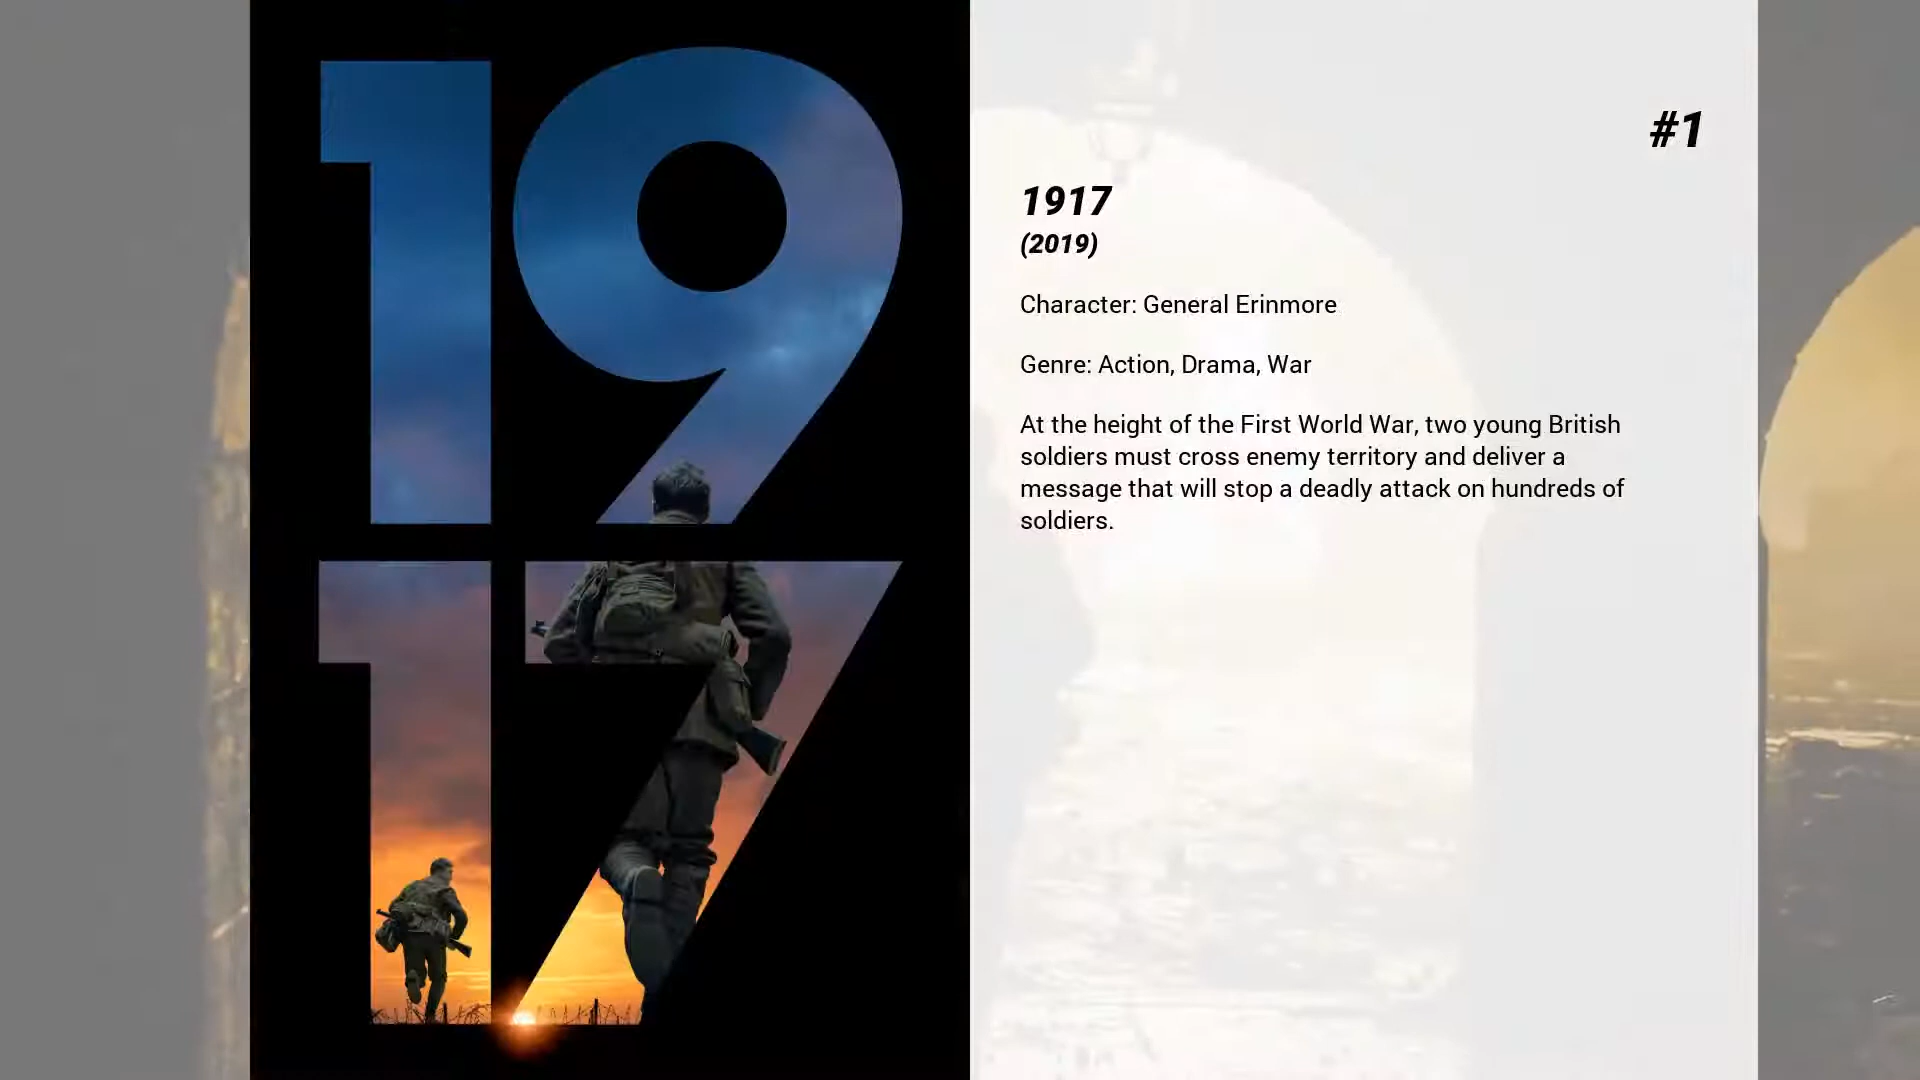 19
17
#1
1917
(2019)
Character: General Erinmore
Genre: Action, Drama, War
At the height of the First World War, two young British
soldiers must cross enemy territory and deliver a
message that will stop a deadly attack on hundreds of
soldiers.